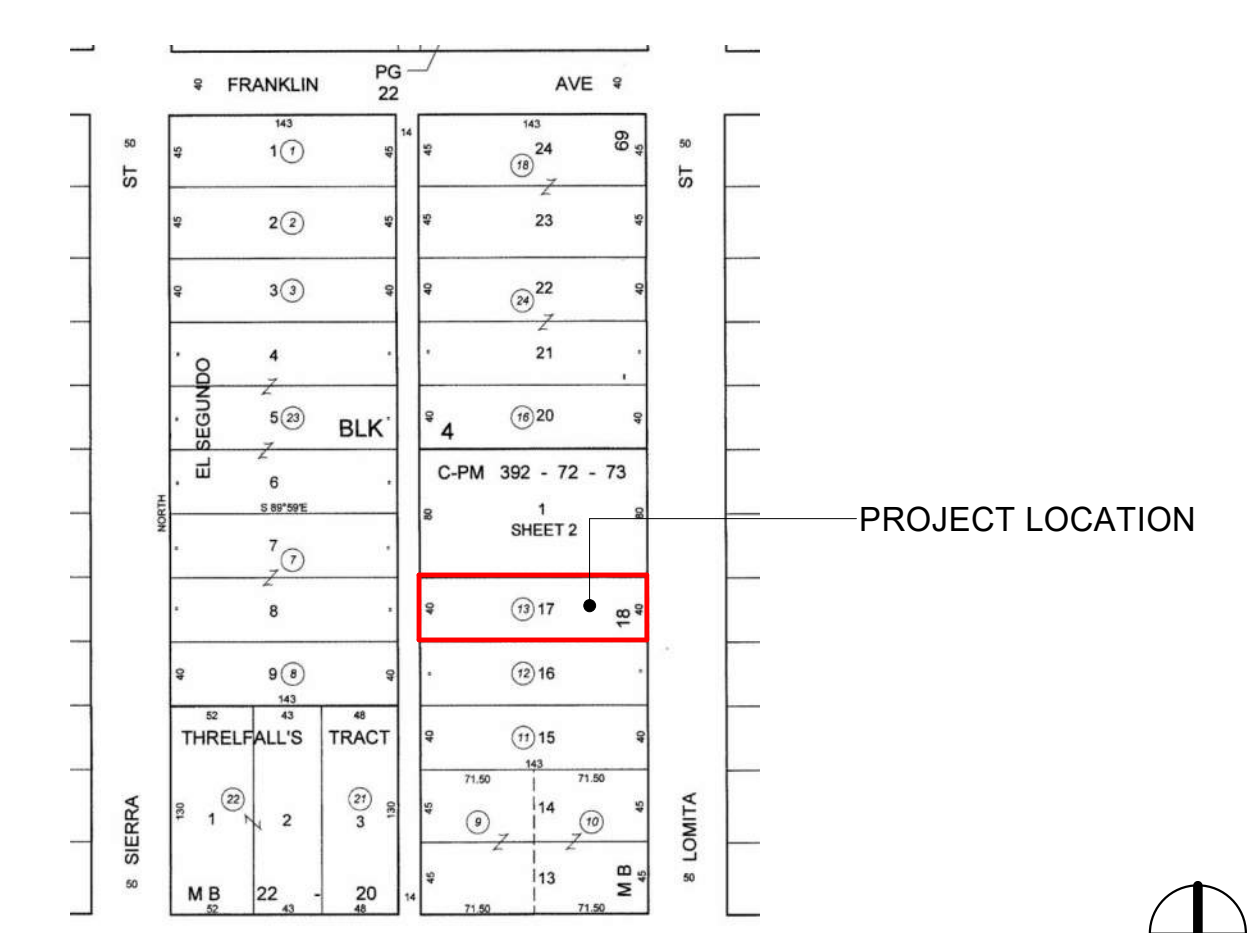 40 FRANKLIN PG 22 AVE 40
50 ST 143 14 143 69 ST 50
45 1 1 45 45 24 18 45
45 2 2 45 45 23 45
40 3 3 40 40 22 24 40
4 21
EL SEGUNDO
5 23 BLK 4 40 16 20 40
6 C-PM 392 - 72 - 73
S 89°59'E
NORTH 80 1 80
SHEET 2
PROJECT LOCATION
7 7
8 40 13 17 18 40
40 9 8 40 12 16
143
52 43 48
THRELFALL'S TRACT 40 11 15 40
143
71.50 71.50
130 1 22 2 21 3 130 45 9 14 10 45
SIERRA LOMITA
45 13 M B 45
50 M B 22 - 20 14 50
52 43 48 71.50 71.50